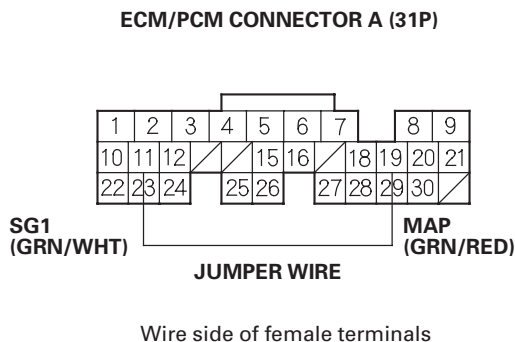 ECM/PCM CONNECTOR A (31P)
1 2 3 4 5 6 7 8 9
10 11 12 15 16 18 19 20 21
22 23 24 25 26 27 28 29 30
SG1
(GRN/WHT)
MAP
(GRN/RED)
JUMPER WIRE
Wire side of female terminals